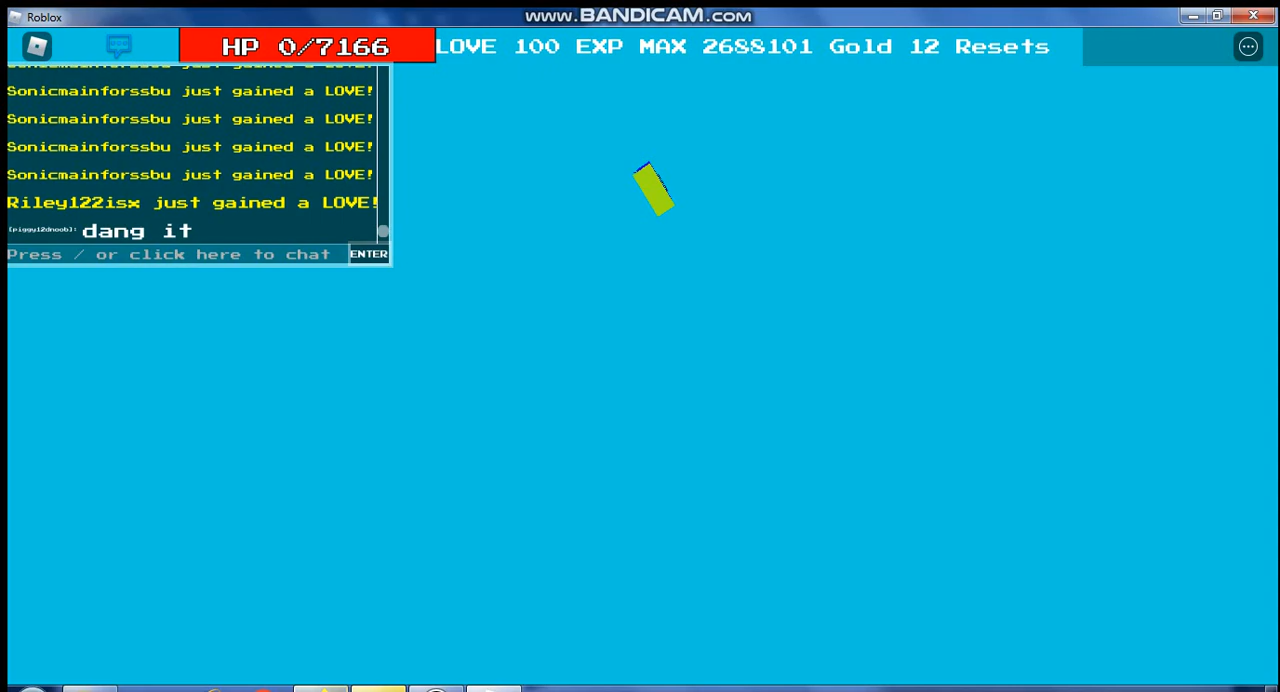 Roblox
www.BANDICAM.com
HP 0/7166 LOVE 100 EXP MAX 2688101 Gold 12 Resets
Sonicmainforssbu just gained a LOVE!
Sonicmainforssbu just gained a LOVE!
Sonicmainforssbu just gained a LOVE!
Sonicmainforssbu just gained a LOVE!
Riley122isx just gained a LOVE!
[piggy12dnoob]: dang it
Press / or click here to chat ENTER